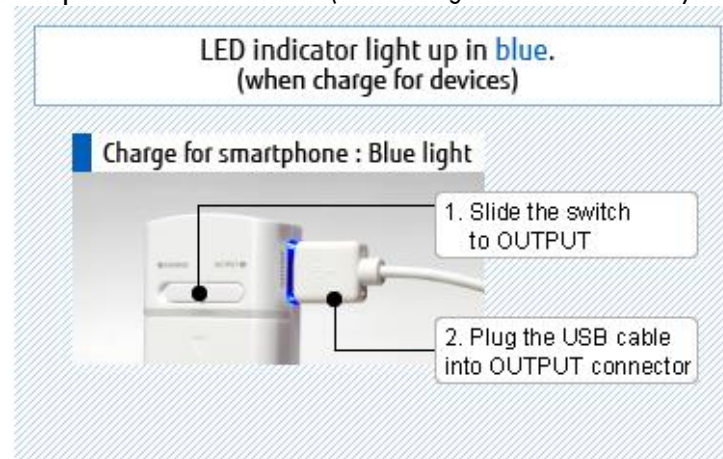 LED indicator light up in blue.
(when charge for devices)
Charge for smartphone : Blue light
1. Slide the switch
to OUTPUT
2. Plug the USB cable
into OUTPUT connector